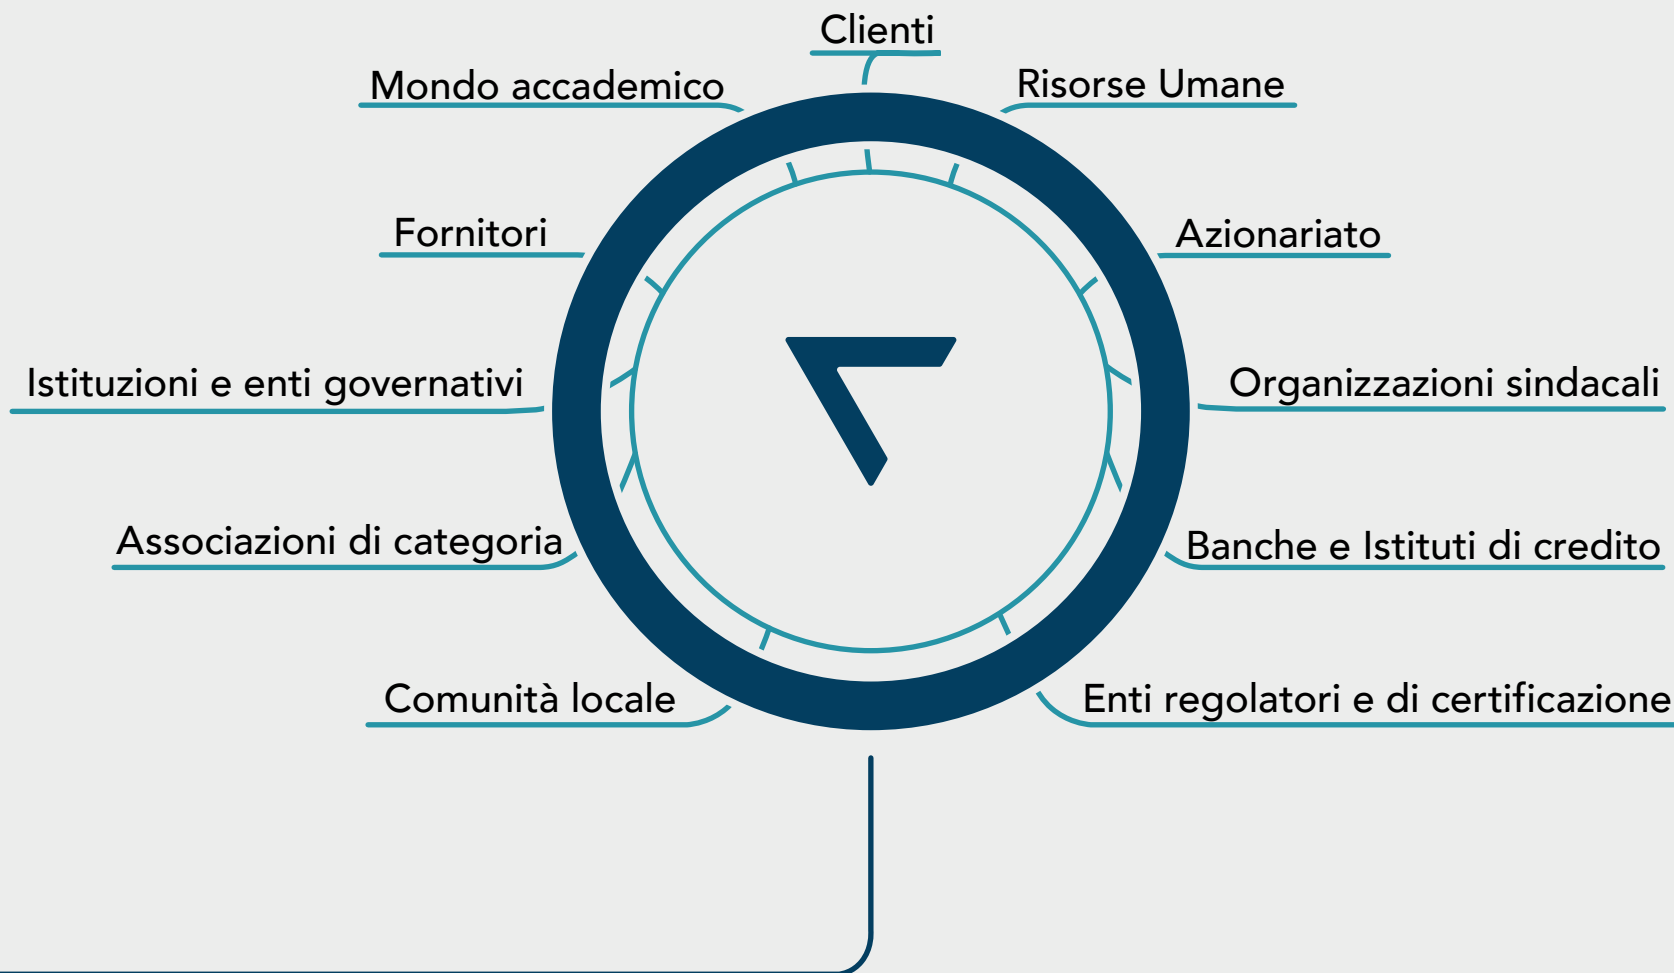 Clienti
Mondo accademico
Risorse Umane
Fornitori
Azionariato
Istituzioni e enti governativi
Organizzazioni sindacali
Associazioni di categoria
Banche e Istituti di credito
Comunità locale
Enti regolatori e di certificazione